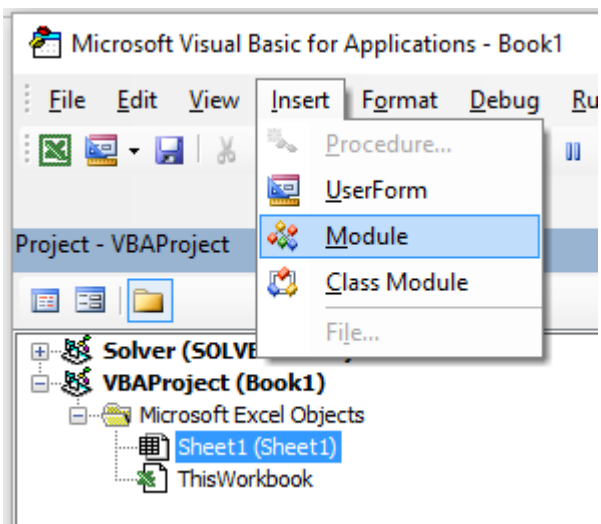 Microsoft Visual Basic for Applications - Book1
File Edit View Insert Format Debug Ru
Procedure...
UserForm
Module
Project - VBAProject
Class Module
File...
Solver (SOLVE
VBAProject (Book1)
Microsoft Excel Objects
Sheet1 (Sheet1)
ThisWorkbook